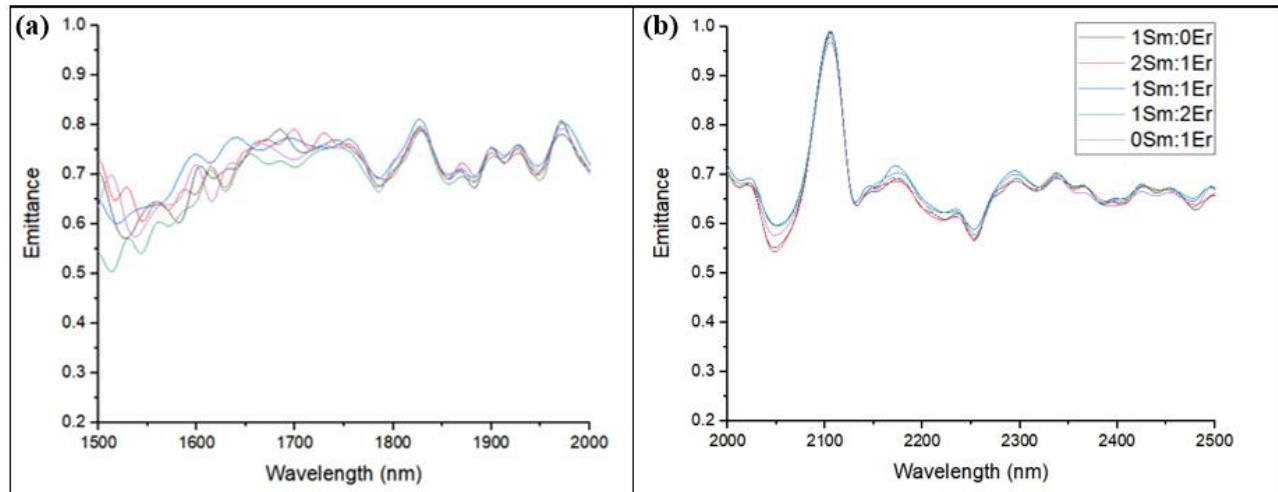 (a)
1.0
0.9
0.8
0.7
0.6
0.5
0.4
0.3
0.2
Emittance
1500 1600 1700 1800 1900 2000
Wavelength (nm)
(b)
1.0
0.9
0.8
0.7
0.6
0.5
0.4
0.3
0.2
Emittance
2000 2100 2200 2300 2400 2500
Wavelength (nm)
1Sm:0Er
2Sm:1Er
1Sm:1Er
1Sm:2Er
0Sm:1Er